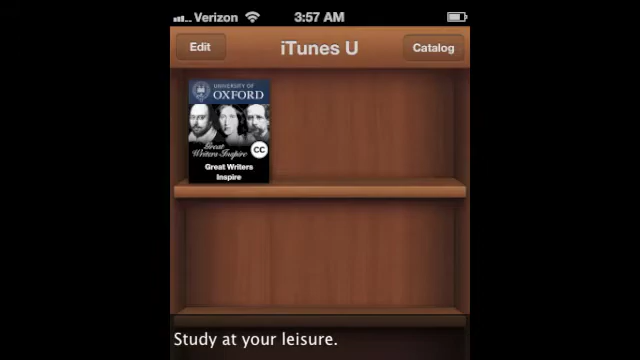 Verizon 3:57 AM
Edit iTunes U Catalog
UNIVERSITY OF
OXFORD
Great
Writers Inspire
CC
Great Writers
Inspire
Study at your leisure.